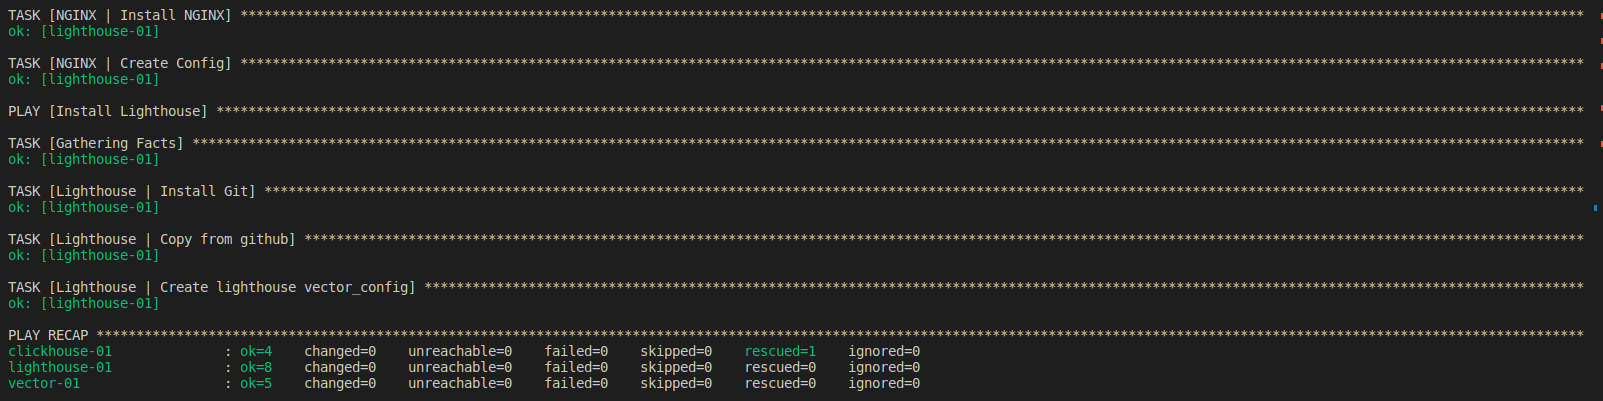 TASK [NGINX | Install NGINX] ************************************************************************************************************************************************************************
ok: [lighthouse-01]
TASK [NGINX | Create Config] ************************************************************************************************************************************************************************
ok: [lighthouse-01]
PLAY [Install Lighthouse] ***************************************************************************************************************************************************************************
TASK [Gathering Facts] ******************************************************************************************************************************************************************************
ok: [lighthouse-01]
TASK [Lighthouse | Install Git] *********************************************************************************************************************************************************************
ok: [lighthouse-01]
TASK [Lighthouse | Copy from github] ****************************************************************************************************************************************************************
ok: [lighthouse-01]
TASK [Lighthouse | Create lighthouse vector_config] *************************************************************************************************************************************************
ok: [lighthouse-01]
PLAY RECAP ******************************************************************************************************************************************************************************************
clickhouse-01              : ok=4    changed=0    unreachable=0    failed=0    skipped=0    rescued=1    ignored=0
lighthouse-01              : ok=8    changed=0    unreachable=0    failed=0    skipped=0    rescued=0    ignored=0
vector-01                  : ok=5    changed=0    unreachable=0    failed=0    skipped=0    rescued=0    ignored=0